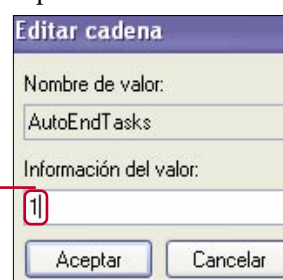 Editar cadena
Nombre de valor:
AutoEndTasks
Información del valor:
1
Aceptar Cancelar